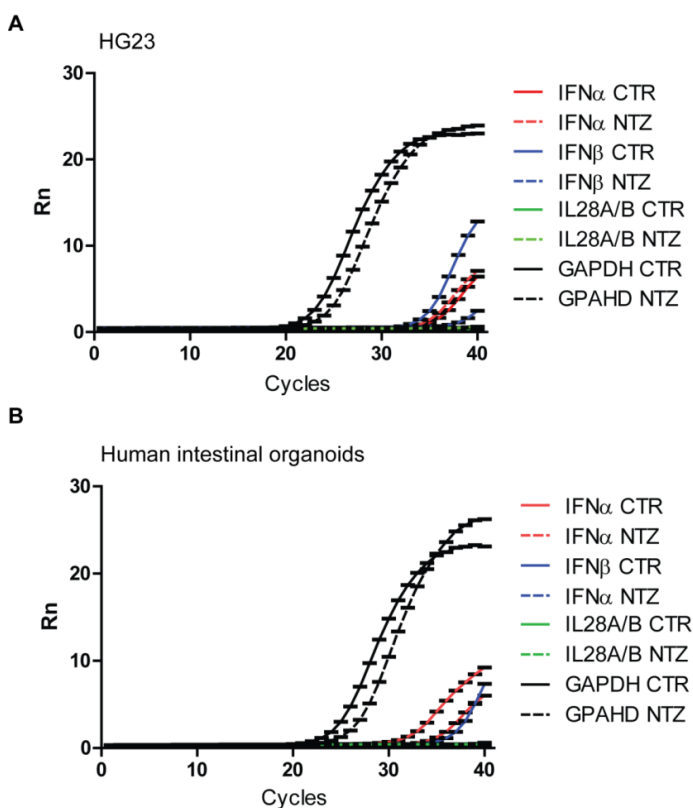 A
HG23
30
20
10
0
Rn
0 10 20 30 40
Cycles
IFNα CTR
IFNα NTZ
IFNβ CTR
IFNβ NTZ
IL28A/B CTR
IL28A/B NTZ
GAPDH CTR
GPAHD NTZ
B
Human intestinal organoids
30
20
10
0
Rn
0 10 20 30 40
Cycles
IFNα CTR
IFNα NTZ
IFNβ CTR
IFNα NTZ
IL28A/B CTR
IL28A/B NTZ
GAPDH CTR
GPAHD NTZ